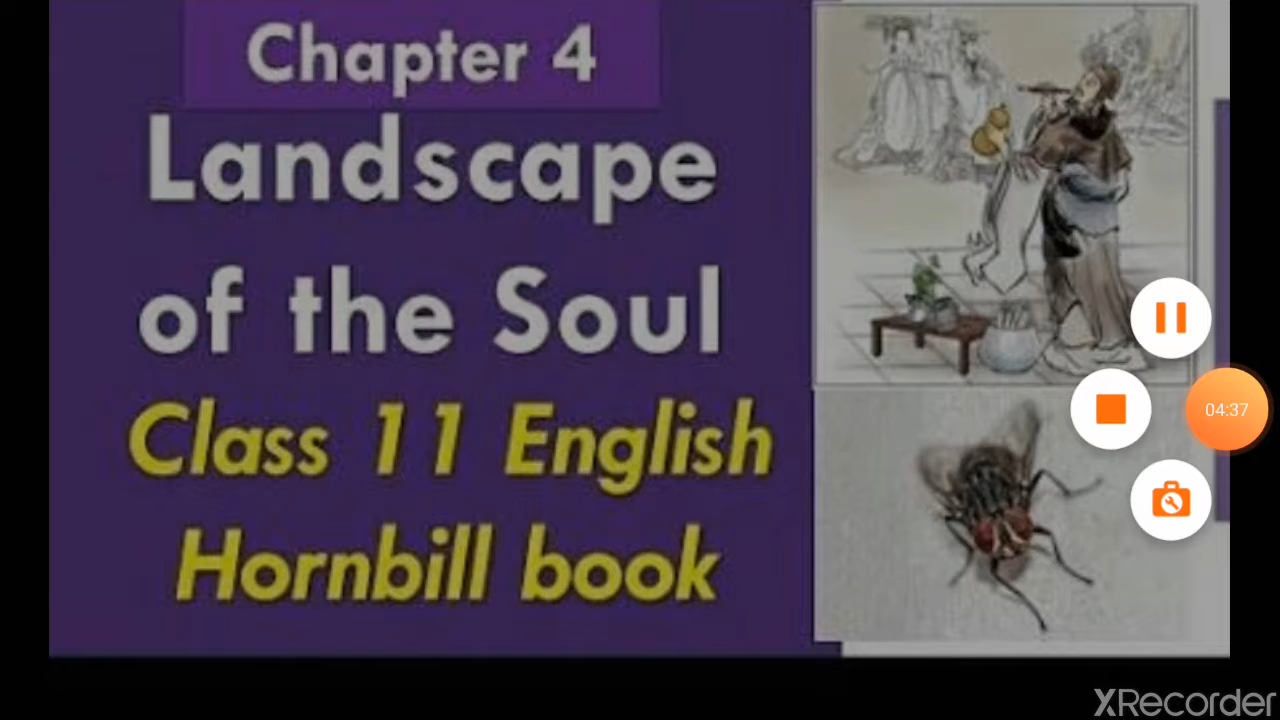 Chapter 4
Landscape
of the Soul
Class 11 English
Hornbill book
04:37
XRecorder